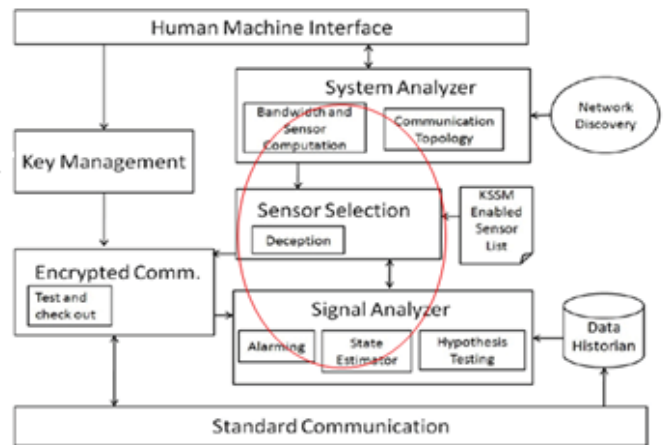 Human Machine Interface
System Analyzer
Bandwidth and
Sensor
Computation
Communication
Topology
Network
Discovery
Key Management
Sensor Selection
Deception
KSSM
Enabled
Sensor
List
Encrypted Comm.
Test and
check out
Signal Analyzer
Alarming
State
Estimator
Hypothesis
Testing
Data
Historian
Standard Communication